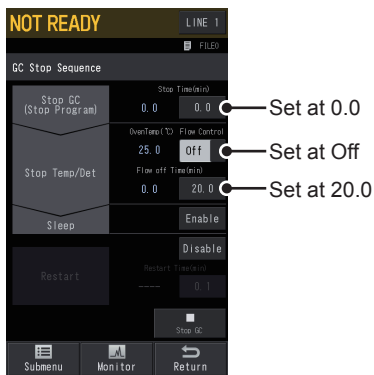 NOT READY
LINE 1
FILE0
GC Stop Sequence
Stop GC
(Stop Program)
Stop Time(min)
0.0
0.0
Set at 0.0
Stop Temp/Det
OvenTemp(℃) Flow Control
25.0
Off
Set at Off
Flow off Time(min)
0.0
20.0
Set at 20.0
Sleep
Enable
Disable
Restart
Restart Time(min)
----
0.1
Stop GC
Submenu
Monitor
Return